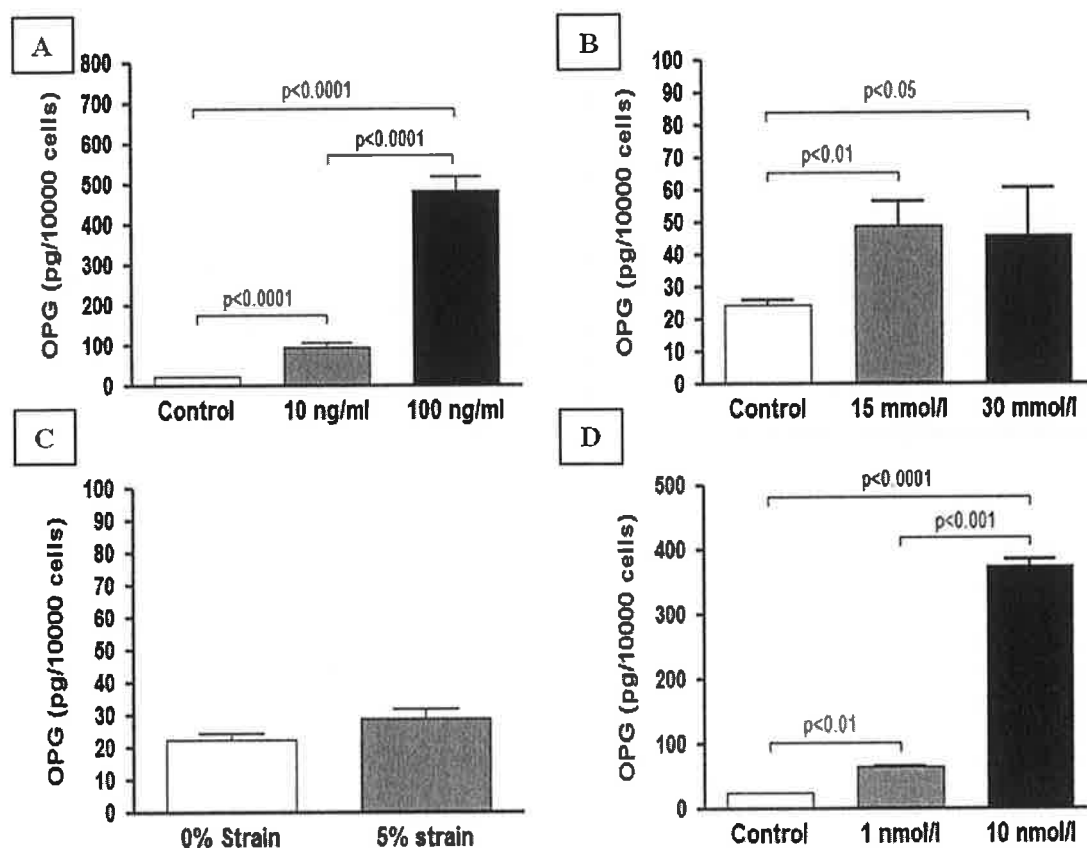 A
OPG (pg/10000 cells)
800
700
600
500
400
300
200
100
0
p<0.0001
p<0.0001
p<0.0001
Control 10 ng/ml 100 ng/ml
B
OPG (pg/10000 cells)
100
90
80
70
60
50
40
30
20
10
0
p<0.05
p<0.01
Control 15 mmol/l 30 mmol/l
C
OPG (pg/10000 cells)
100
90
80
70
60
50
40
30
20
10
0
0% Strain 5% strain
D
OPG (pg/10000 cells)
500
400
300
200
100
0
p<0.0001
p<0.001
p<0.01
Control 1 nmol/l 10 nmol/l